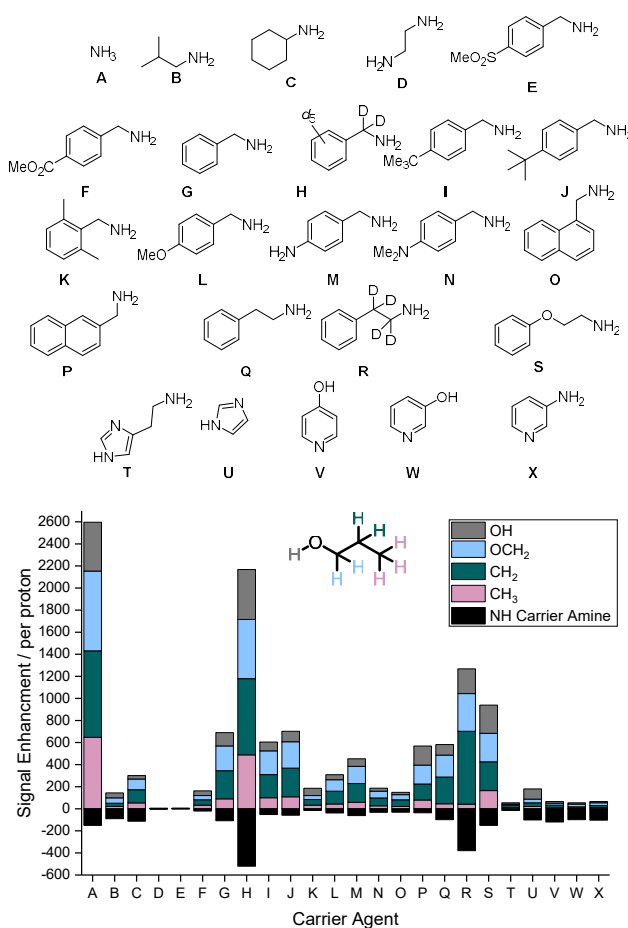 NH₃
A
NH₂
B
NH₂
C
NH₂
H₂N
D
NH₂
MeO₂S
E
NH₂
MeO₂C
F
NH₂
G
d5
D
D
NH₂
H
NH₂
CMe₃
I
NH
J
NH₂
K
NH₂
MeO
L
NH₂
NH₂
M
NH₂
NMe₂
N
NH₂
O
NH₂
P
NH₂
Q
D
D
NH₂
D
D
R
O
NH₂
S
NH₂
N
HN
T
N
HN
U
OH
N
V
OH
N
W
NH₂
N
X
Signal Enhancment / per proton
2600
2400
2200
2000
1800
1600
1400
1200
1000
800
600
400
200
0
-200
-400
-600
H
H
O
H
H
H
H
H
H
OH
OCH₂
CH₂
CH₃
NH Carrier Amine
A B C D E F G H I J K L M N O P Q R S T U V W X
Carrier Agent